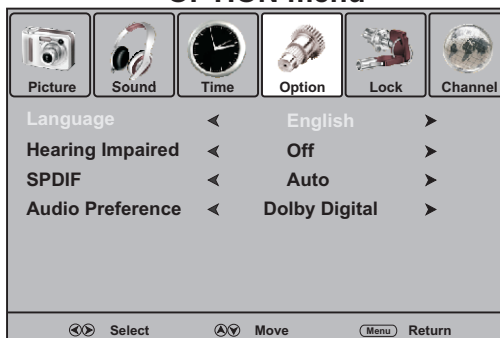 Picture Sound Time Option Lock Channel
Language English
Hearing Impaired Off
SPDIF Auto
Audio Preference Dolby Digital
Select Move Menu Return